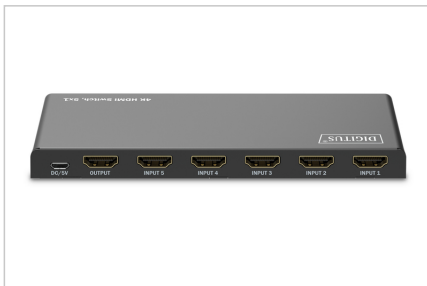 4K HDMI Switch, 5x1
DIGITUS®
DC/5V OUTPUT INPUT 5 INPUT 4 INPUT 3 INPUT 2 INPUT 1